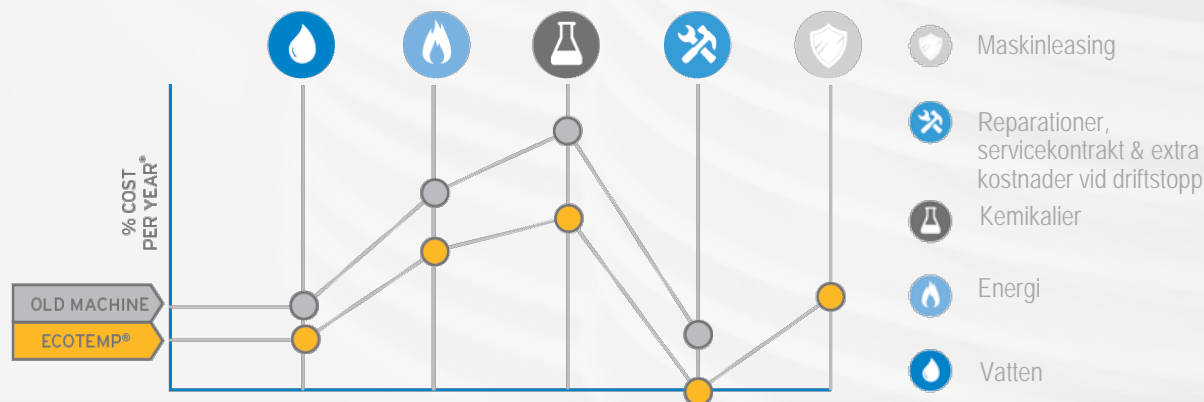 % COST
PER YEAR®
OLD MACHINE
ECOTEMP®
Maskinleasing
Reparationer,
servicekontrakt & extra
kostnader vid driftstopp
Kemikalier
Energi
Vatten